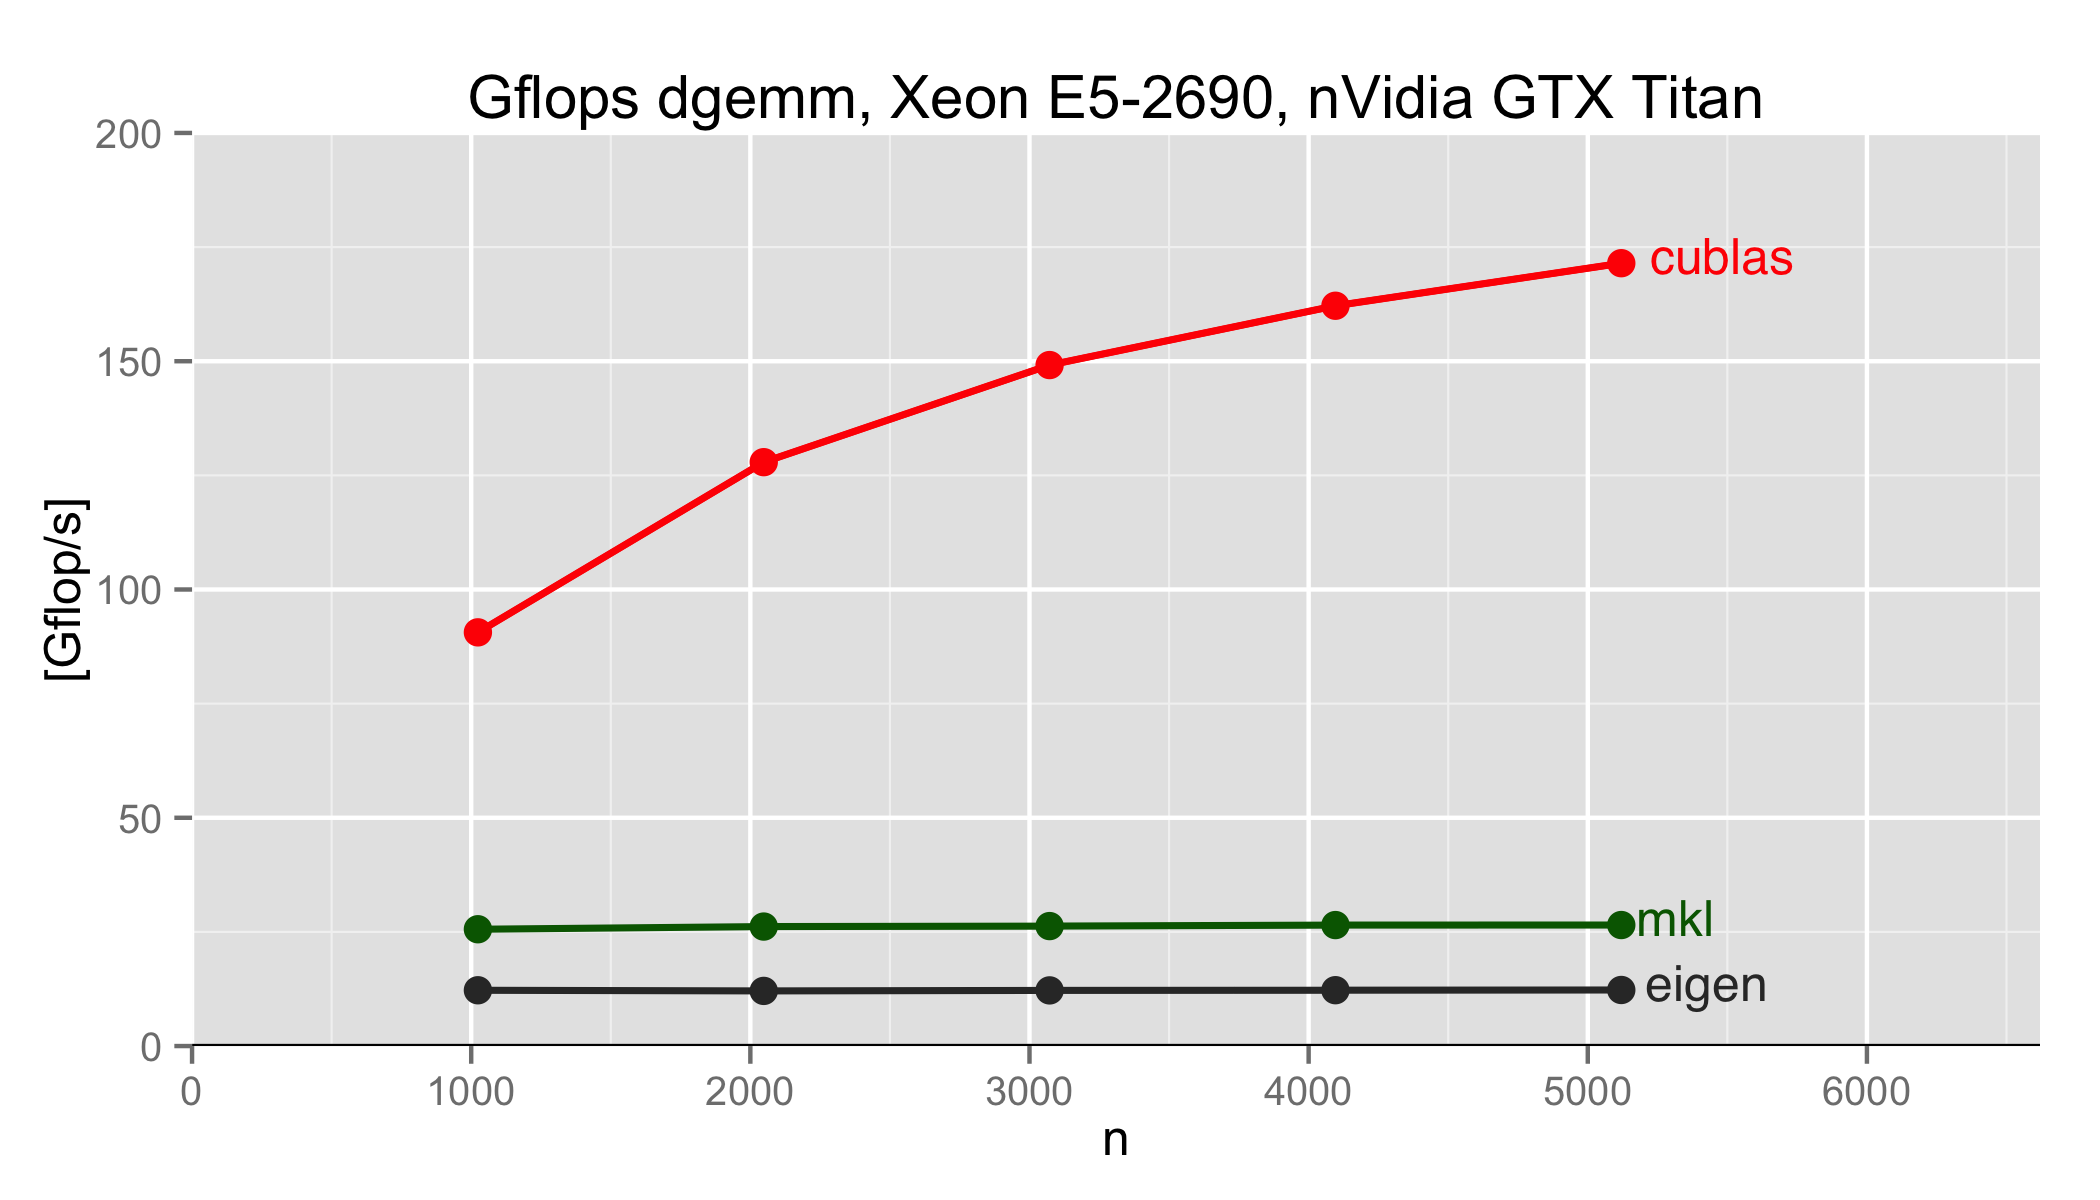 Gflops dgemm, Xeon E5-2690, nVidia GTX Titan
200
150
100
50
0
[Gflop/s]
cublas
mkl
eigen
0 1000 2000 3000 4000 5000 6000
n